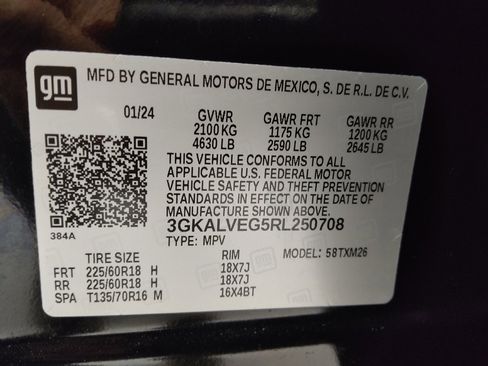 gm
MFD BY GENERAL MOTORS DE MEXICO, S. DE R.L. DE C.V.
01/24 GVWR GAWR FRT GAWR RR
2100 KG 1175 KG 1200 KG
4630 LB 2590 LB 2645 LB
THIS VEHICLE CONFORMS TO ALL
APPLICABLE U.S. FEDERAL MOTOR
VEHICLE SAFETY AND THEFT PREVENTION
STANDARDS IN EFFECT ON THE DATE OF
MANUFACTURE SHOWN ABOVE.
3GKALVEG5RL250708
384A
TYPE: MPV MODEL: 58TXM26
TIRE SIZE RIM
FRT 225/60R18 H 18X7J
RR 225/60R18 H 18X7J
SPA T135/70R16 M 16X4BT